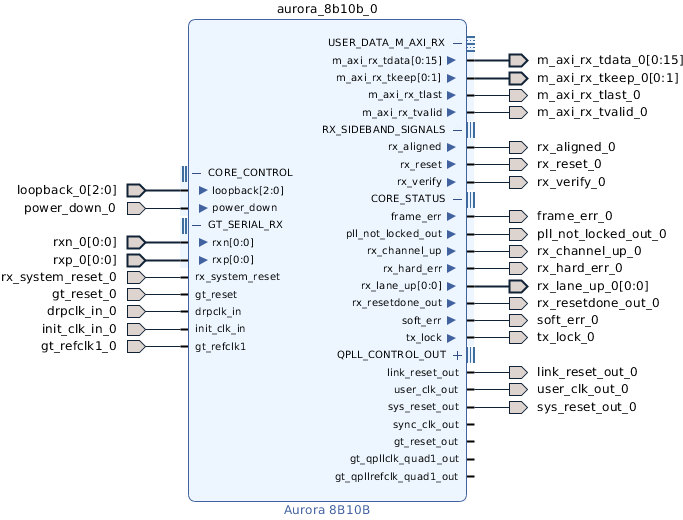 aurora_8b10b_0
USER_DATA_M_AXI_RX
m_axi_rx_tdata[0:15] m_axi_rx_tdata_0[0:15]
m_axi_rx_tkeep[0:1] m_axi_rx_tkeep_0[0:1]
m_axi_rx_tlast m_axi_rx_tlast_0
m_axi_rx_tvalid m_axi_rx_tvalid_0
RX_SIDEBAND_SIGNALS
rx_aligned rx_aligned_0
rx_reset rx_reset_0
CORE_CONTROL
rx_verify rx_verify_0
loopback_0[2:0] loopback[2:0]
CORE_STATUS
power_down_0 power_down
frame_err frame_err_0
GT_SERIAL_RX
pll_not_locked_out pll_not_locked_out_0
rxn_0[0:0] rxn[0:0]
rx_channel_up rx_channel_up_0
rxp_0[0:0] rxp[0:0]
rx_hard_err rx_hard_err_0
rx_system_reset_0 rx_system_reset
rx_lane_up[0:0] rx_lane_up_0[0:0]
gt_reset_0 gt_reset
rx_resetdone_out rx_resetdone_out_0
drpclk_in_0 drpclk_in
soft_err soft_err_0
init_clk_in_0 init_clk_in
tx_lock tx_lock_0
gt_refclk1_0 gt_refclk1
QPLL_CONTROL_OUT
link_reset_out link_reset_out_0
user_clk_out user_clk_out_0
sys_reset_out sys_reset_out_0
sync_clk_out
gt_reset_out
gt_qpllclk_quad1_out
gt_qpllrefclk_quad1_out
Aurora 8B10B